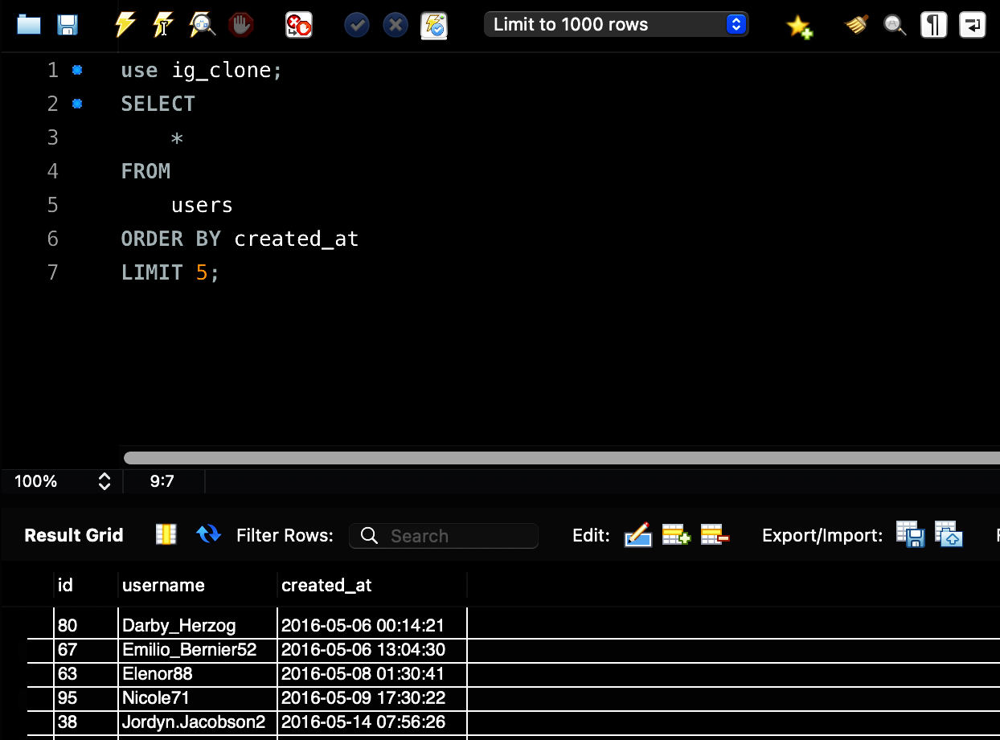 Limit to 1000 rows
1 use ig_clone;
2 SELECT
3 *
4 FROM
5 users
6 ORDER BY created_at
7 LIMIT 5;
100% 9:7
Result Grid Filter Rows: Search Edit: Export/Import:
id username created_at
80 Darby_Herzog 2016-05-06 00:14:21
67 Emilio_Bernier52 2016-05-06 13:04:30
63 Elenor88 2016-05-08 01:30:41
95 Nicole71 2016-05-09 17:30:22
38 Jordyn.Jacobson2 2016-05-14 07:56:26